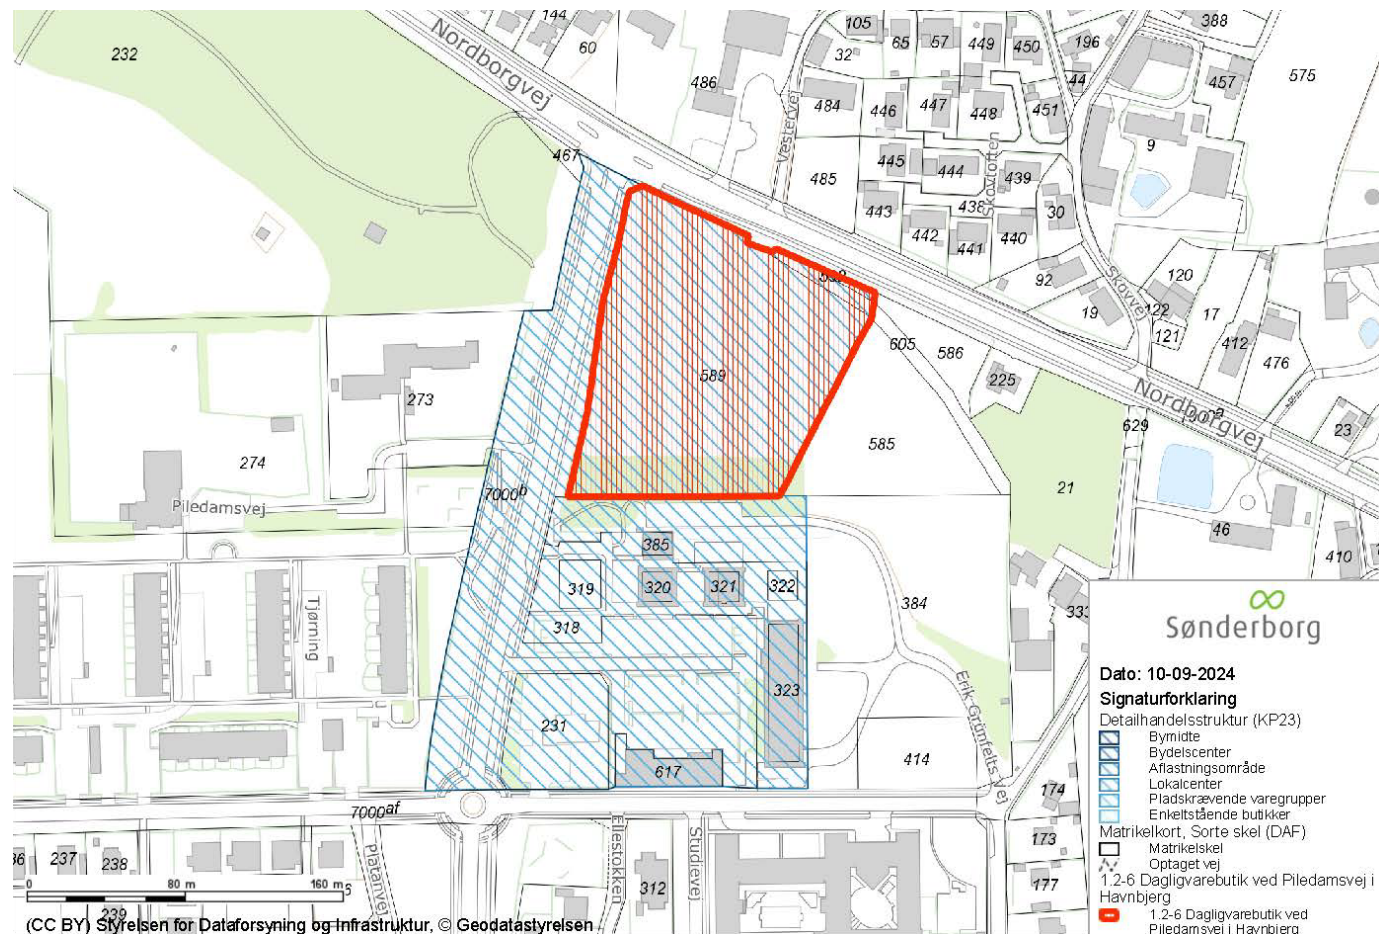 232
144
60
105
65
57
449
450
196
388
32
44
457
575
Nordborgvej
486
484
446
447
448
451
Vestervej
9
445
444
439
485
438
Skovtoften
443
442
441
440
30
467
92
Skovvej
120
17
122
19
121
412
476
605
586
589
225
273
Nordborgvej
629
23
585
274
21
7000b
Piledamsvej
46
410
385
319
320
321
322
384
333
318
Tjørning
323
231
Erik Grünfelts Vej
617
414
174
7000af
173
237
238
Platanvej
Ellestokken
Studievej
312
177
239
0 80 m 160 m
(CC BY) Styrelsen for Dataforsyning og Infrastruktur, © Geodatastyrelsen
Sønderborg
Dato: 10-09-2024
Signaturforklaring
Detailhandelsstruktur (KP23)
Bymidte
Bydelscenter
Aflastningsområde
Lokalcenter
Pladskrævende varegrupper
Enkeltstående butikker
Matrikelkort, Sorte skel (DAF)
Matrikelskel
Optaget vej
1.2-6 Dagligvarebutik ved Piledamsvej i
Havnbjerg
1.2-6 Dagligvarebutik ved
Piledamsvej i Havnbjerg